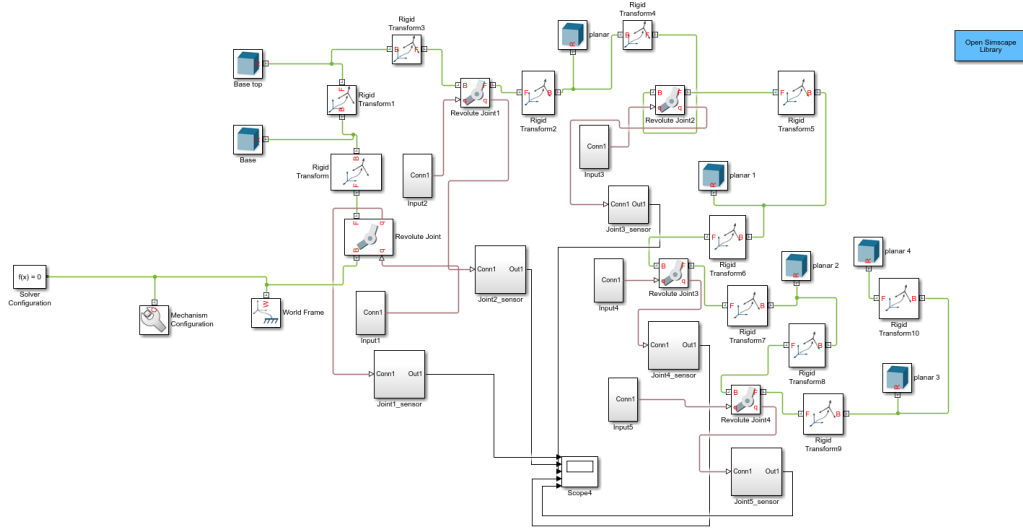 Rigid
Transform3
Rigid
Transform4
B
F
planar
R
B
F
Open Simscape
Library
Base top
R
F
B
Rigid
Transform1
B
F
q
q
Revolute Joint1
F
B
Rigid
Transform2
B
F
q
q
Revolute Joint2
F
B
Rigid
Transform5
Base
R
Rigid
Transform
B
F
Conn1
Input2
Conn1
Input3
planar 1
R
Conn1
Out1
Joint3_sensor
F
B
Rigid
Transform6
F
q
B
q
Revolute Joint
planar 4
R
f(x) = 0
Solver
Configuration
Mechanism
Configuration
W
World Frame
Conn1
Out1
Joint2_sensor
Conn1
Input4
B
F
q
q
Revolute Joint3
planar 2
R
F
B
Rigid
Transform10
Conn1
Input1
F
B
Rigid
Transform7
F
B
Rigid
Transform8
Conn1
Out1
Joint1_sensor
Conn1
Out1
Joint4_sensor
planar 3
R
Conn1
Input5
B
F
q
q
Revolute Joint4
F
B
Rigid
Transform9
Scope4
Conn1
Out1
Joint5_sensor